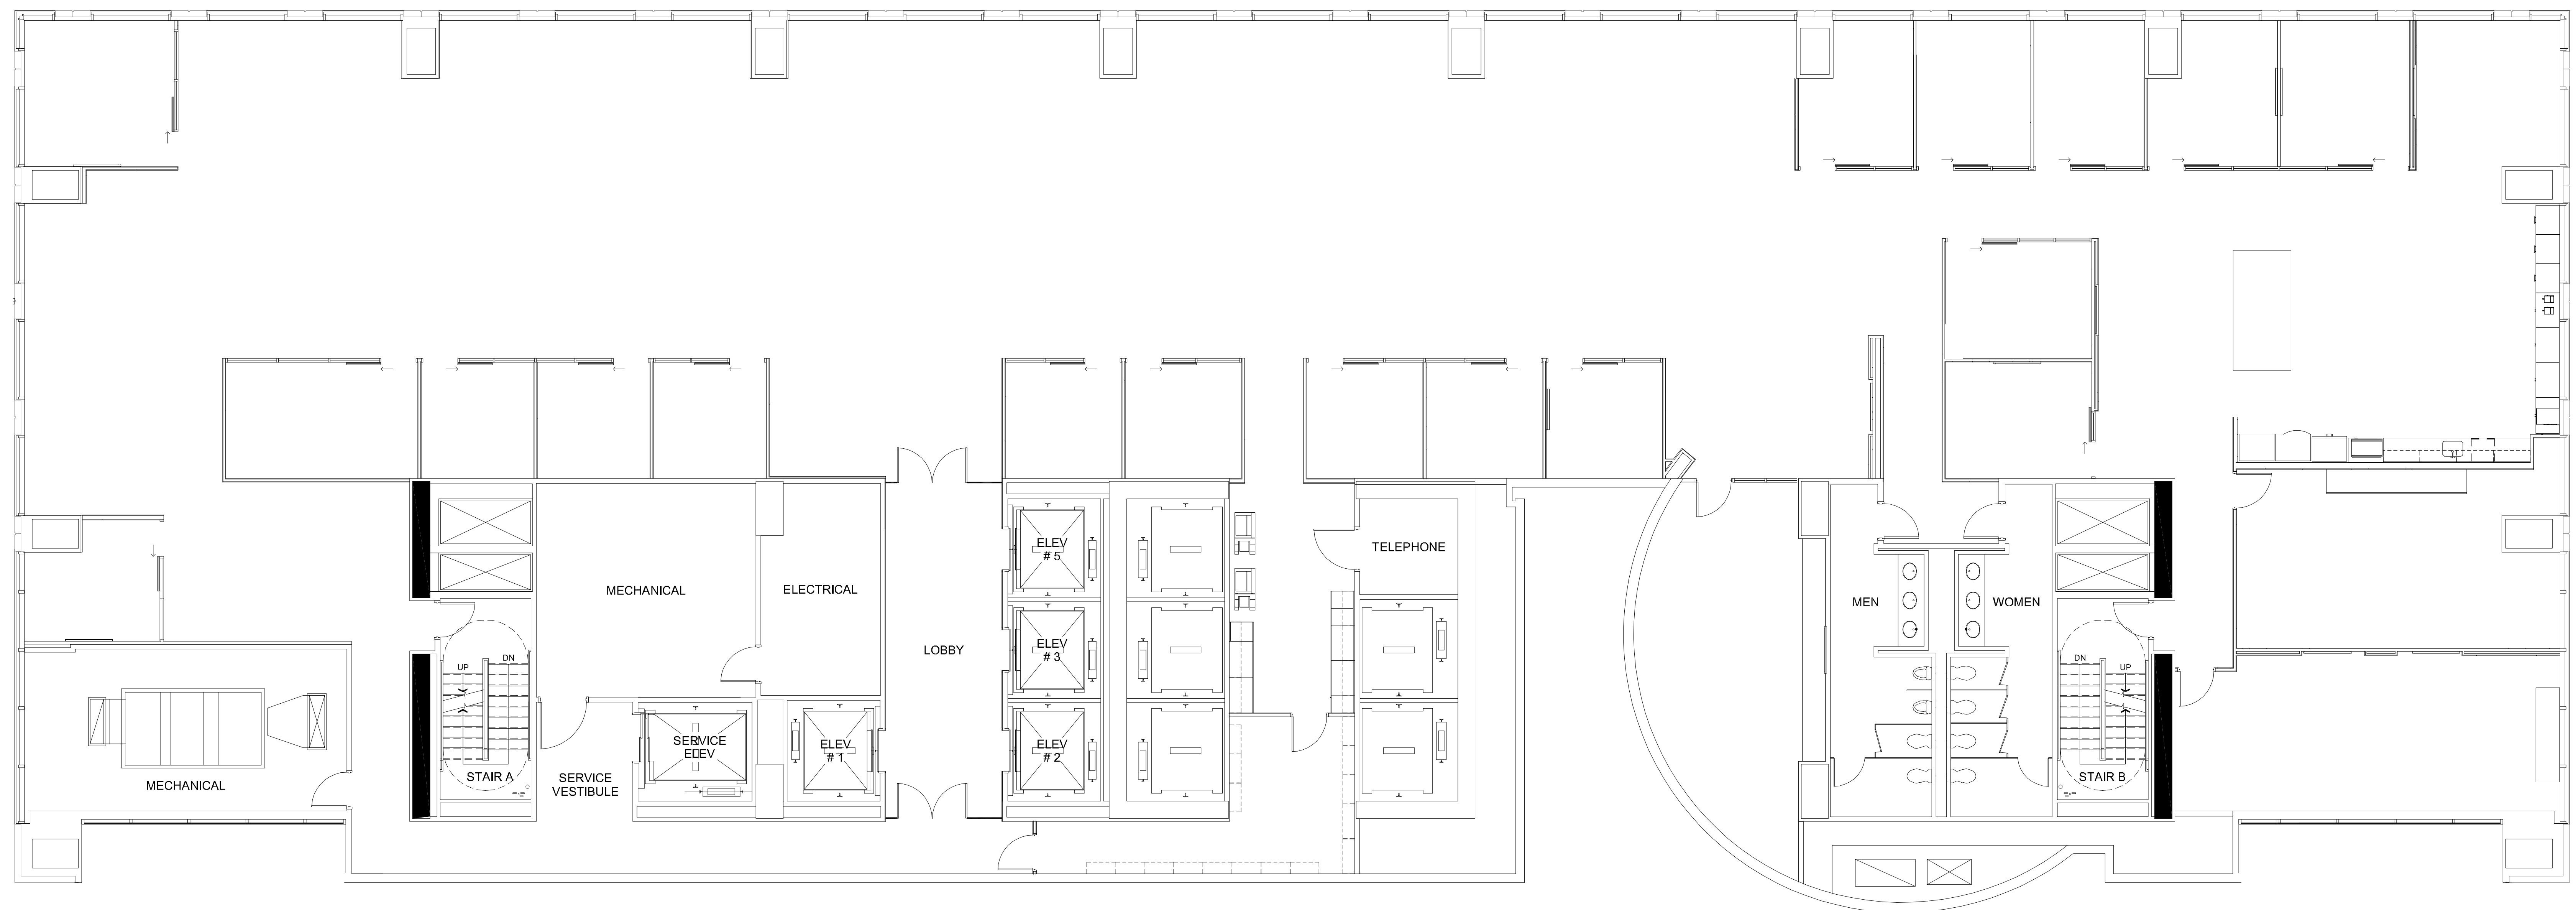 ELEV
# 5
TELEPHONE
MECHANICAL
ELECTRICAL
MEN
WOMEN
ELEV
# 3
LOBBY
UP
DN
DN
UP
SERVICE
ELEV
ELEV
# 1
ELEV
# 2
STAIR A
SERVICE
VESTIBULE
STAIR B
MECHANICAL